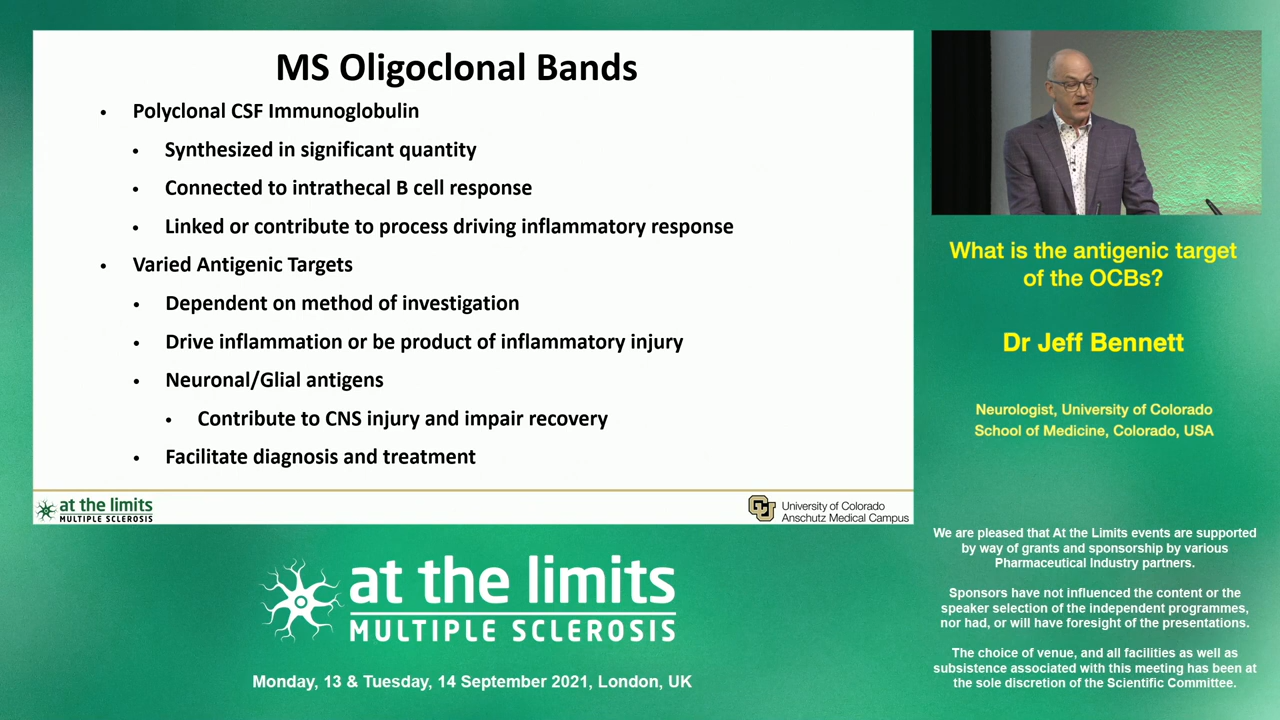 MS Oligoclonal Bands
• Polyclonal CSF Immunoglobulin
• Synthesized in significant quantity
• Connected to intrathecal B cell response
• Linked or contribute to process driving inflammatory response
• Varied Antigenic Targets
• Dependent on method of investigation
• Drive inflammation or be product of inflammatory injury
• Neuronal/Glial antigens
• Contribute to CNS injury and impair recovery
• Facilitate diagnosis and treatment
at the limits
MULTIPLE SCLEROSIS
CU
University of Colorado
Anschutz Medical Campus
What is the antigenic target
of the OCBs?
Dr Jeff Bennett
Neurologist, University of Colorado
School of Medicine, Colorado, USA
We are pleased that At the Limits events are supported
by way of grants and sponsorship by various
Pharmaceutical Industry partners.
Sponsors have not influenced the content or the
speaker selection of the independent programmes,
nor had, or will have foresight of the presentations.
The choice of venue, and all facilities as well as
subsistence associated with this meeting has been at
the sole discretion of the Scientific Committee.
at the limits
MULTIPLE SCLEROSIS
Monday, 13 & Tuesday, 14 September 2021, London, UK